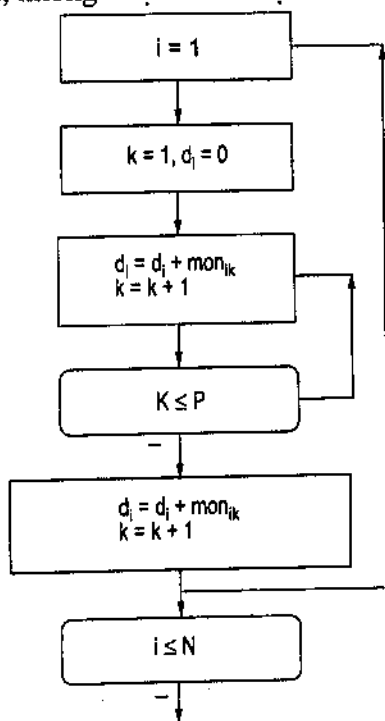 i = 1
k = 1, dᵢ = 0
dᵢ = dᵢ + monᵢₖ
k = k + 1
K ≤ P
–
dᵢ = dᵢ + monᵢₖ
k = k + 1
i ≤ N
–